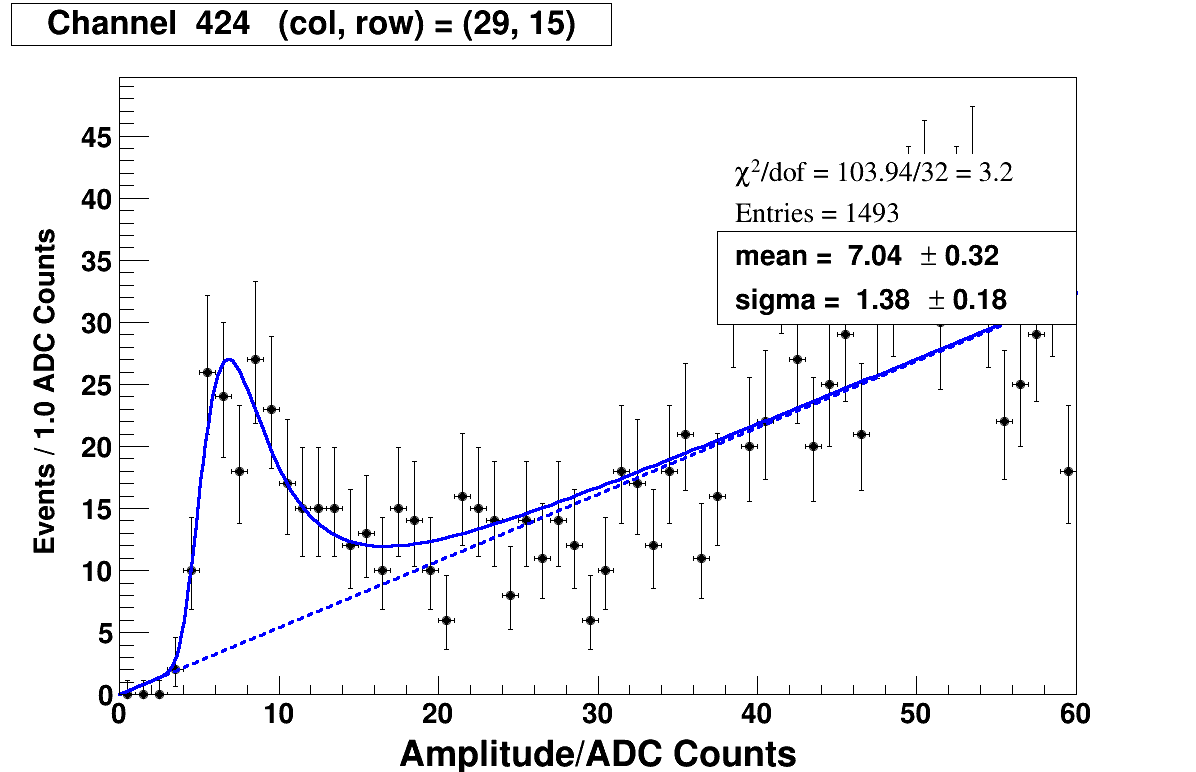 Channel 424 (col, row) = (29, 15)
χ²/dof = 103.94/32 = 3.2
Entries = 1493
mean = 7.04 ± 0.32
sigma = 1.38 ± 0.18
Events / 1.0 ADC Counts
45
40
35
30
25
20
15
10
5
0
0 10 20 30 40 50 60
Amplitude/ADC Counts